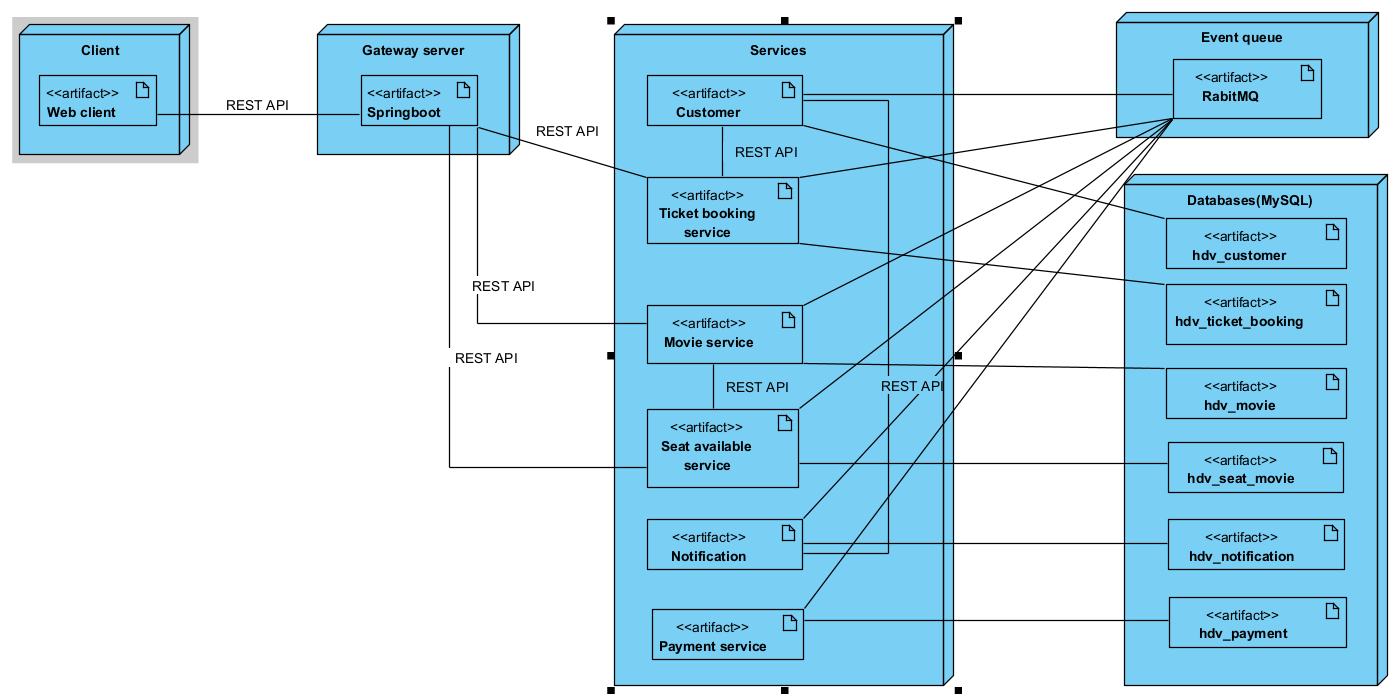 Client
<<artifact>>
Web client
REST API
Gateway server
<<artifact>>
Springboot
REST API
REST API
REST API
Services
<<artifact>>
Customer
REST API
<<artifact>>
Ticket booking
service
<<artifact>>
Movie service
REST API
<<artifact>>
Seat available
service
REST API
<<artifact>>
Notification
<<artifact>>
Payment service
Event queue
<<artifact>>
RabitMQ
Databases(MySQL)
<<artifact>>
hdv_customer
<<artifact>>
hdv_ticket_booking
<<artifact>>
hdv_movie
<<artifact>>
hdv_seat_movie
<<artifact>>
hdv_notification
<<artifact>>
hdv_payment